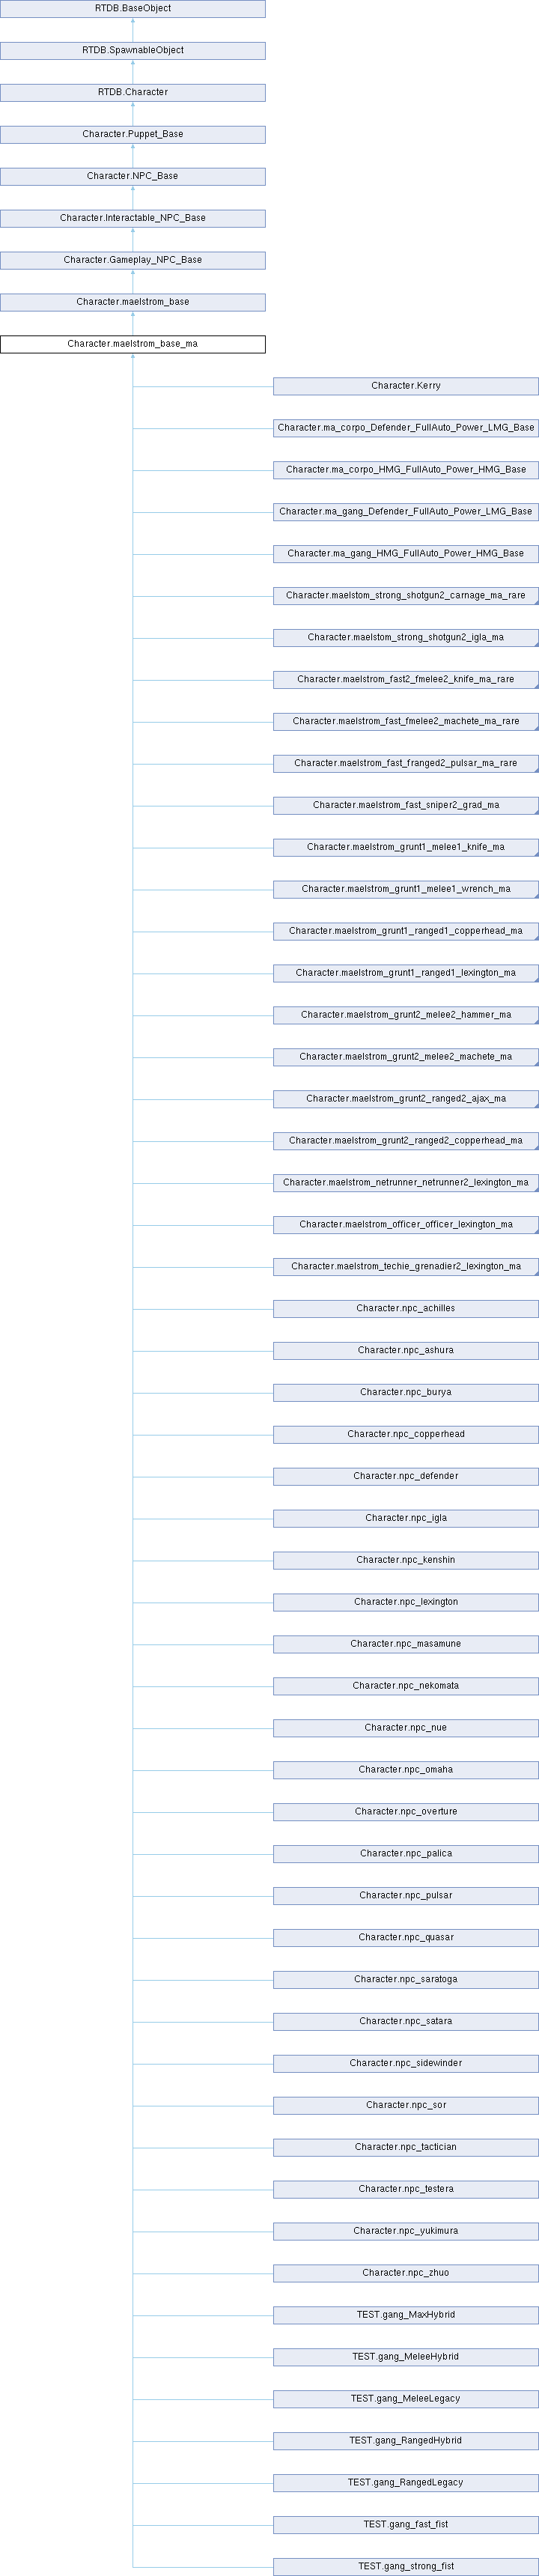 RTDB.BaseObject
RTDB.SpawnableObject
RTDB.Character
Character.Puppet_Base
Character.NPC_Base
Character.Interactable_NPC_Base
Character.Gameplay_NPC_Base
Character.maelstrom_base
Character.maelstrom_base_ma
Character.Kerry
Character.ma_corpo_Defender_FullAuto_Power_LMG_Base
Character.ma_corpo_HMG_FullAuto_Power_HMG_Base
Character.ma_gang_Defender_FullAuto_Power_LMG_Base
Character.ma_gang_HMG_FullAuto_Power_HMG_Base
Character.maelstom_strong_shotgun2_carnage_ma_rare
Character.maelstom_strong_shotgun2_igla_ma
Character.maelstrom_fast2_fmelee2_knife_ma_rare
Character.maelstrom_fast_fmelee2_machete_ma_rare
Character.maelstrom_fast_franged2_pulsar_ma_rare
Character.maelstrom_fast_sniper2_grad_ma
Character.maelstrom_grunt1_melee1_knife_ma
Character.maelstrom_grunt1_melee1_wrench_ma
Character.maelstrom_grunt1_ranged1_copperhead_ma
Character.maelstrom_grunt1_ranged1_lexington_ma
Character.maelstrom_grunt2_melee2_hammer_ma
Character.maelstrom_grunt2_melee2_machete_ma
Character.maelstrom_grunt2_ranged2_ajax_ma
Character.maelstrom_grunt2_ranged2_copperhead_ma
Character.maelstrom_netrunner_netrunner2_lexington_ma
Character.maelstrom_officer_officer_lexington_ma
Character.maelstrom_techie_grenadier2_lexington_ma
Character.npc_achilles
Character.npc_ashura
Character.npc_burya
Character.npc_copperhead
Character.npc_defender
Character.npc_igla
Character.npc_kenshin
Character.npc_lexington
Character.npc_masamune
Character.npc_nekomata
Character.npc_nue
Character.npc_omaha
Character.npc_overture
Character.npc_palica
Character.npc_pulsar
Character.npc_quasar
Character.npc_saratoga
Character.npc_satara
Character.npc_sidewinder
Character.npc_sor
Character.npc_tactician
Character.npc_testera
Character.npc_yukimura
Character.npc_zhuo
TEST.gang_MaxHybrid
TEST.gang_MeleeHybrid
TEST.gang_MeleeLegacy
TEST.gang_RangedHybrid
TEST.gang_RangedLegacy
TEST.gang_fast_fist
TEST.gang_strong_fist